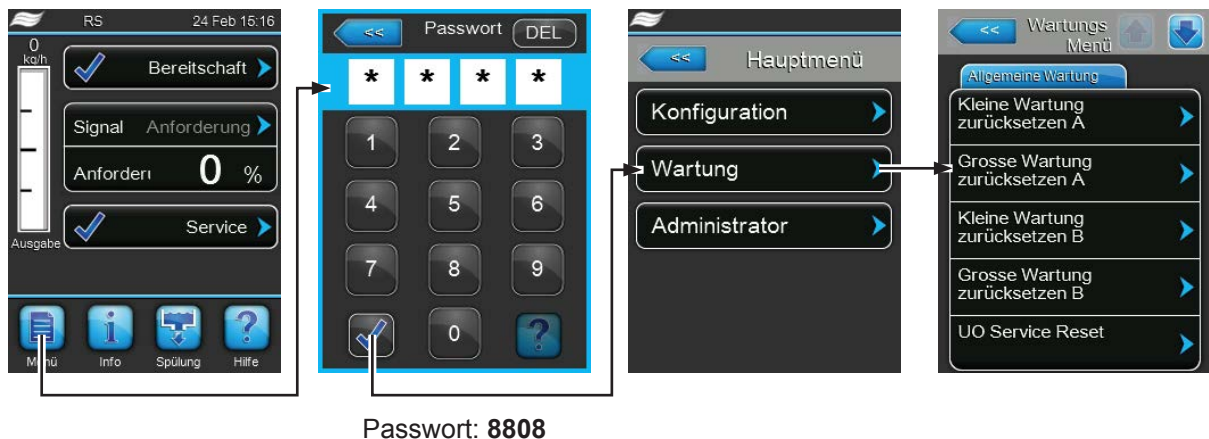 RS 24 Feb 15:16
0
kg/h
Bereitschaft
Signal Anforderung
Anforderı 0 %
Service
Ausgabe
Menü Info Spülung Hilfe
<< Passwort DEL
* * * *
1 2 3
4 5 6
7 8 9
0 ?
Passwort: 8808
<< Hauptmenü
Konfiguration
Wartung
Administrator
<< Wartungs
Menü
Allgemeine Wartung
Kleine Wartung
zurücksetzen A
Grosse Wartung
zurücksetzen A
Kleine Wartung
zurücksetzen B
Grosse Wartung
zurücksetzen B
UO Service Reset